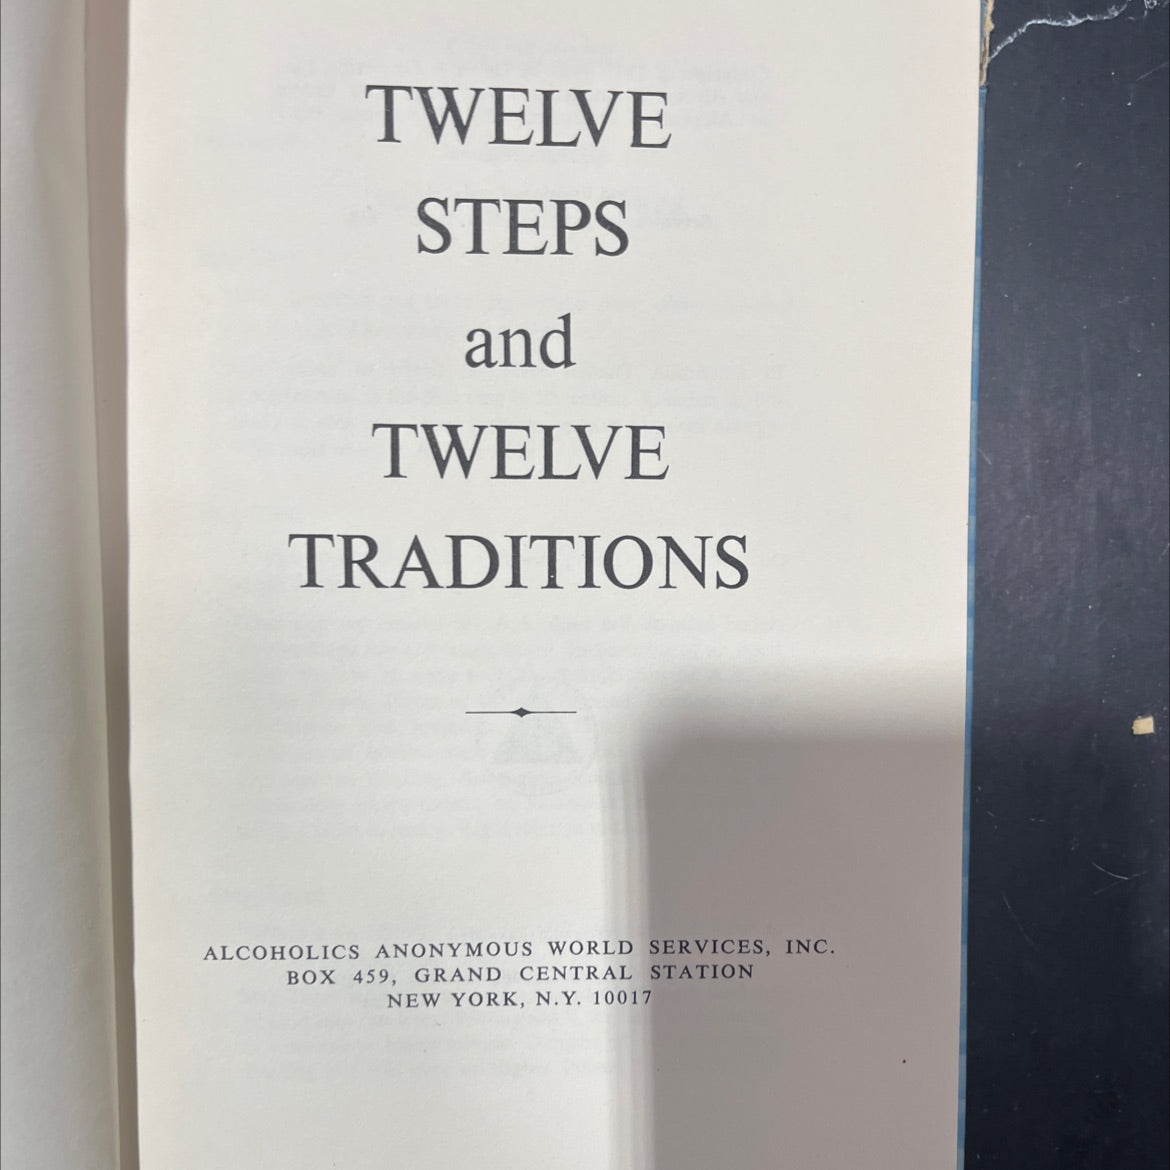 TWELVE
STEPS
and
TWELVE
TRADITIONS
ALCOHOLICS ANONYMOUS WORLD SERVICES, INC.
BOX 459, GRAND CENTRAL STATION
NEW YORK, N.Y. 10017